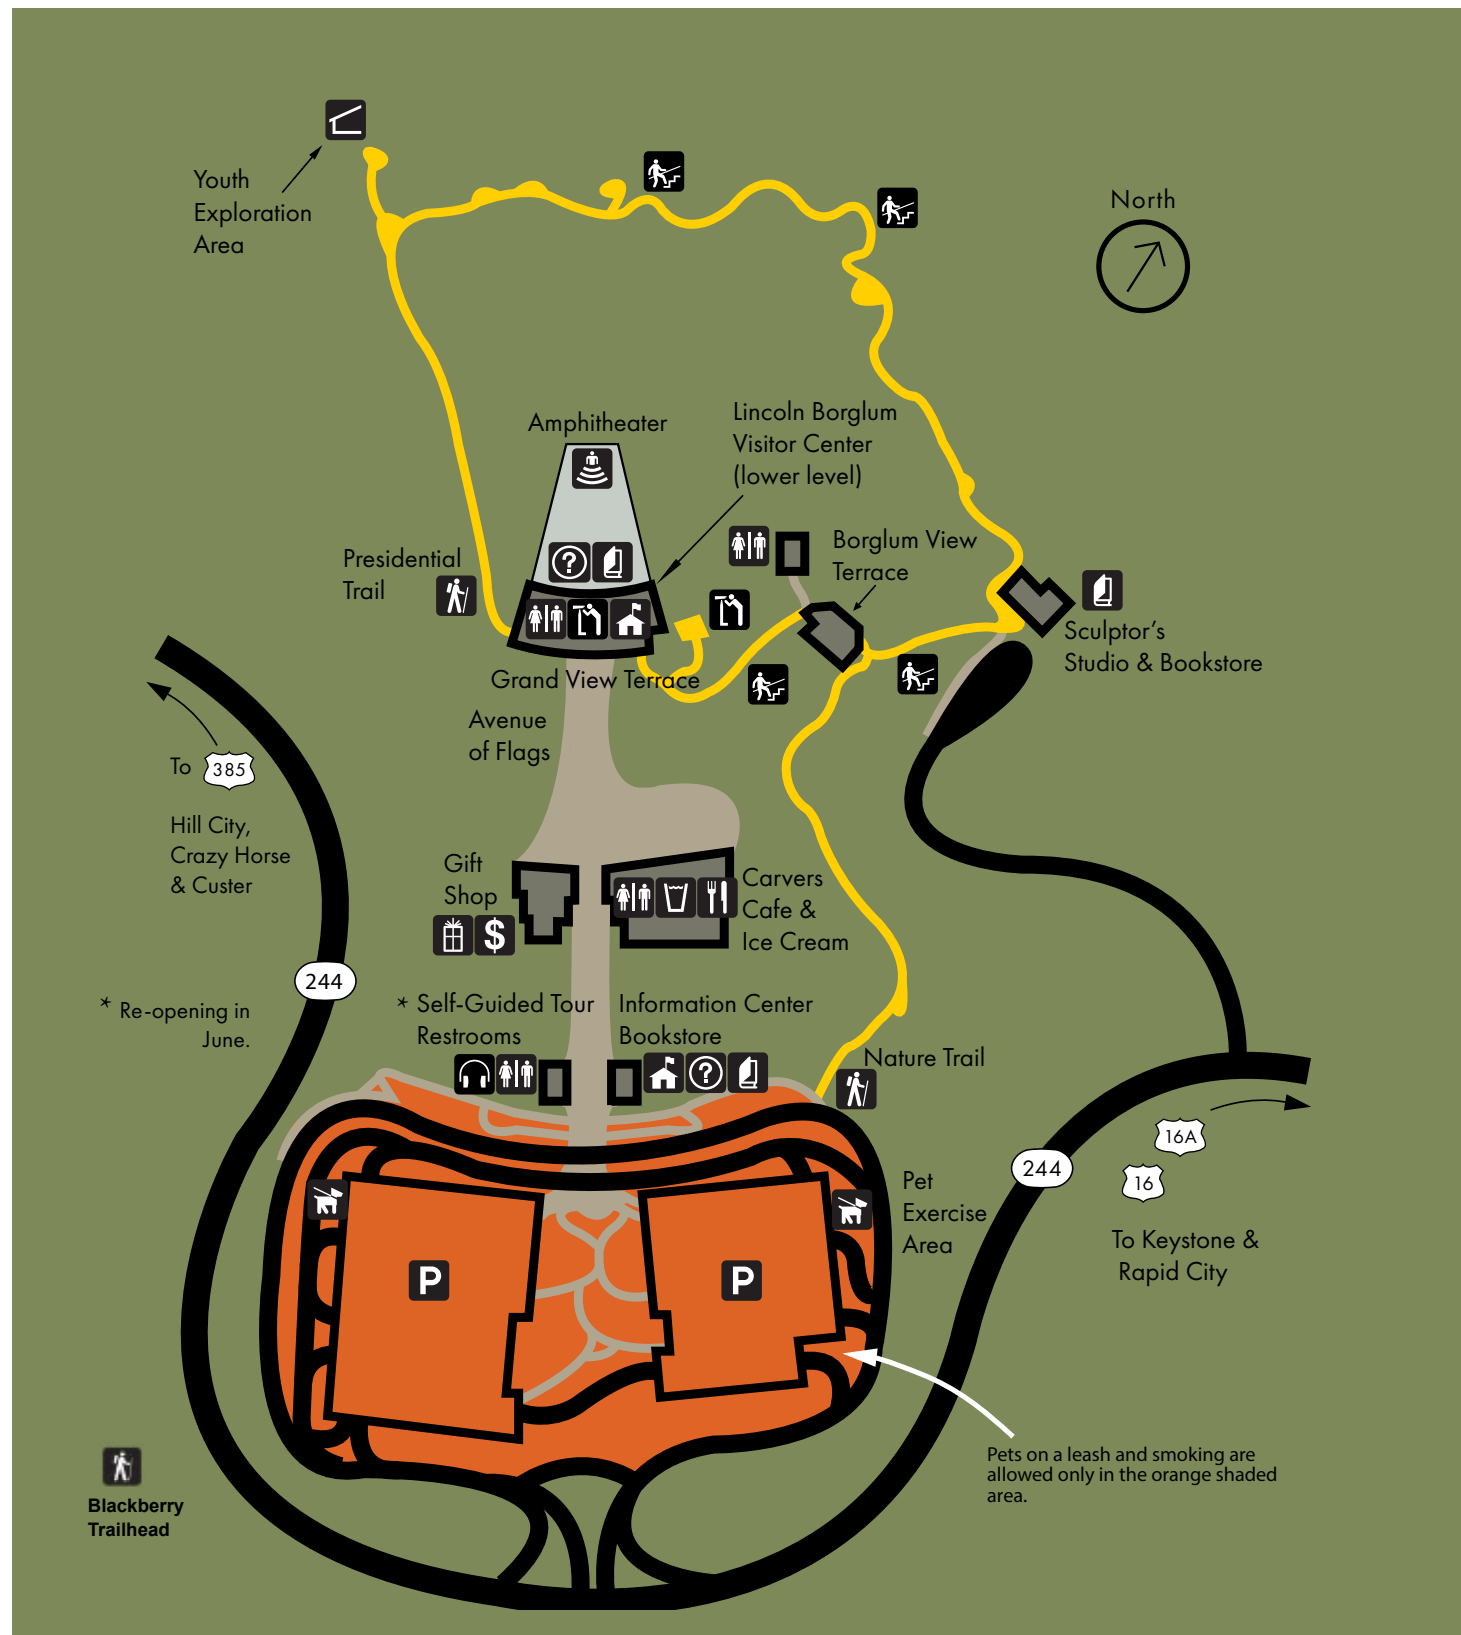 Youth
Exploration
Area
North
Amphitheater
Lincoln Borglum
Visitor Center
(lower level)
?
Presidential
Trail
Borglum View
Terrace
Sculptor's
Studio & Bookstore
Grand View Terrace
Avenue
of Flags
To 385
Hill City,
Crazy Horse
& Custer
Gift
Shop
$
Carvers
Cafe &
Ice Cream
244
* Re-opening in
June.
* Self-Guided Tour
Restrooms
Information Center
Bookstore
?
Nature Trail
16A
16
244
To Keystone &
Rapid City
Pet
Exercise
Area
P
P
Pets on a leash and smoking are
allowed only in the orange shaded
area.
Blackberry
Trailhead